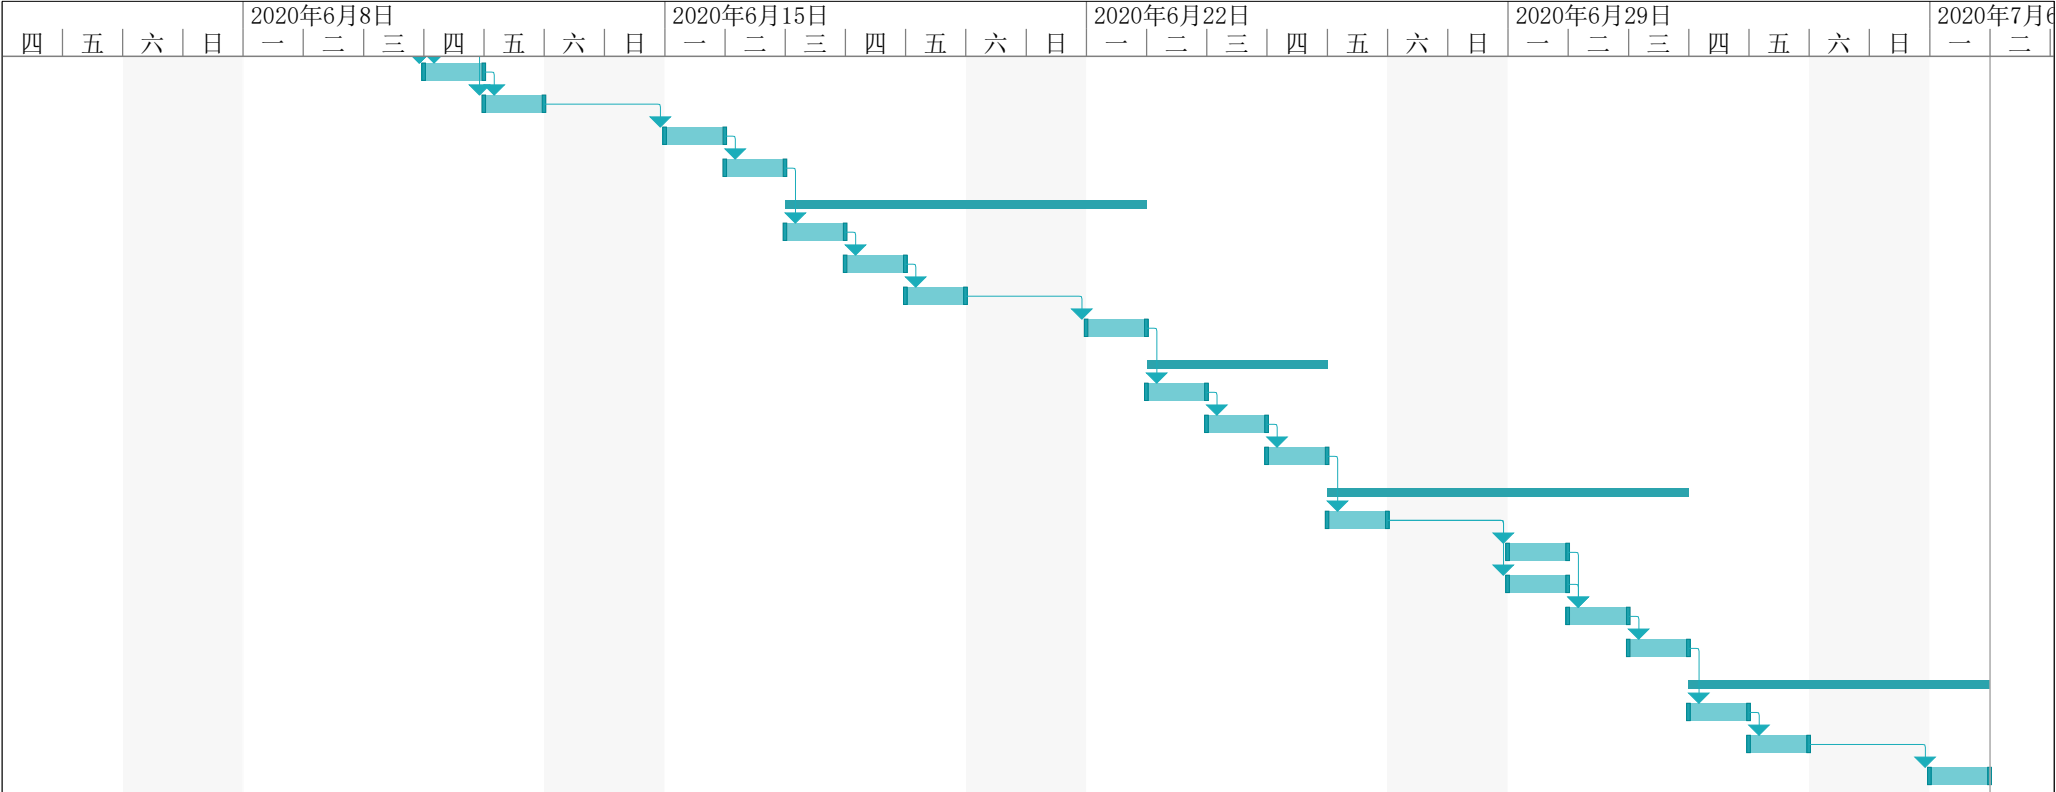 2020年6月8日 2020年6月15日 2020年6月22日 2020年6月29日 2020年7月6
四 五 六 日 一 二 三 四 五 六 日 一 二 三 四 五 六 日 一 二 三 四 五 六 日 一 二 三 四 五 六 日 一 二